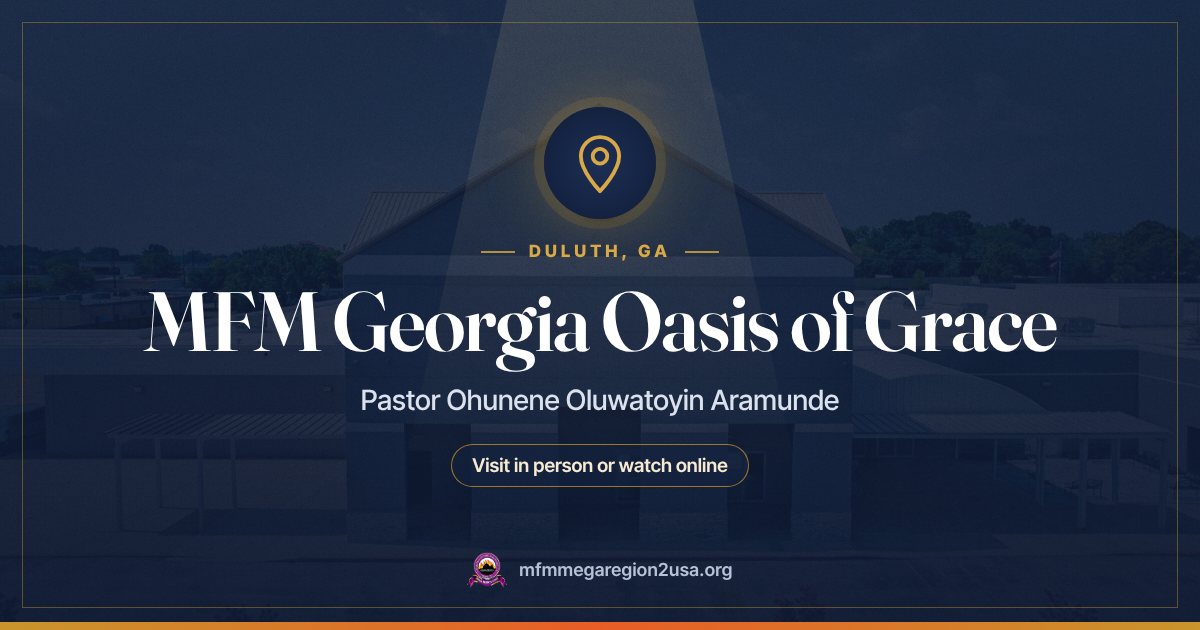 DULUTH, GA
MFM Georgia Oasis of Grace
Pastor Ohunene Oluwatoyin Aramunde
Visit in person or watch online
mfmmegaregion2usa.org